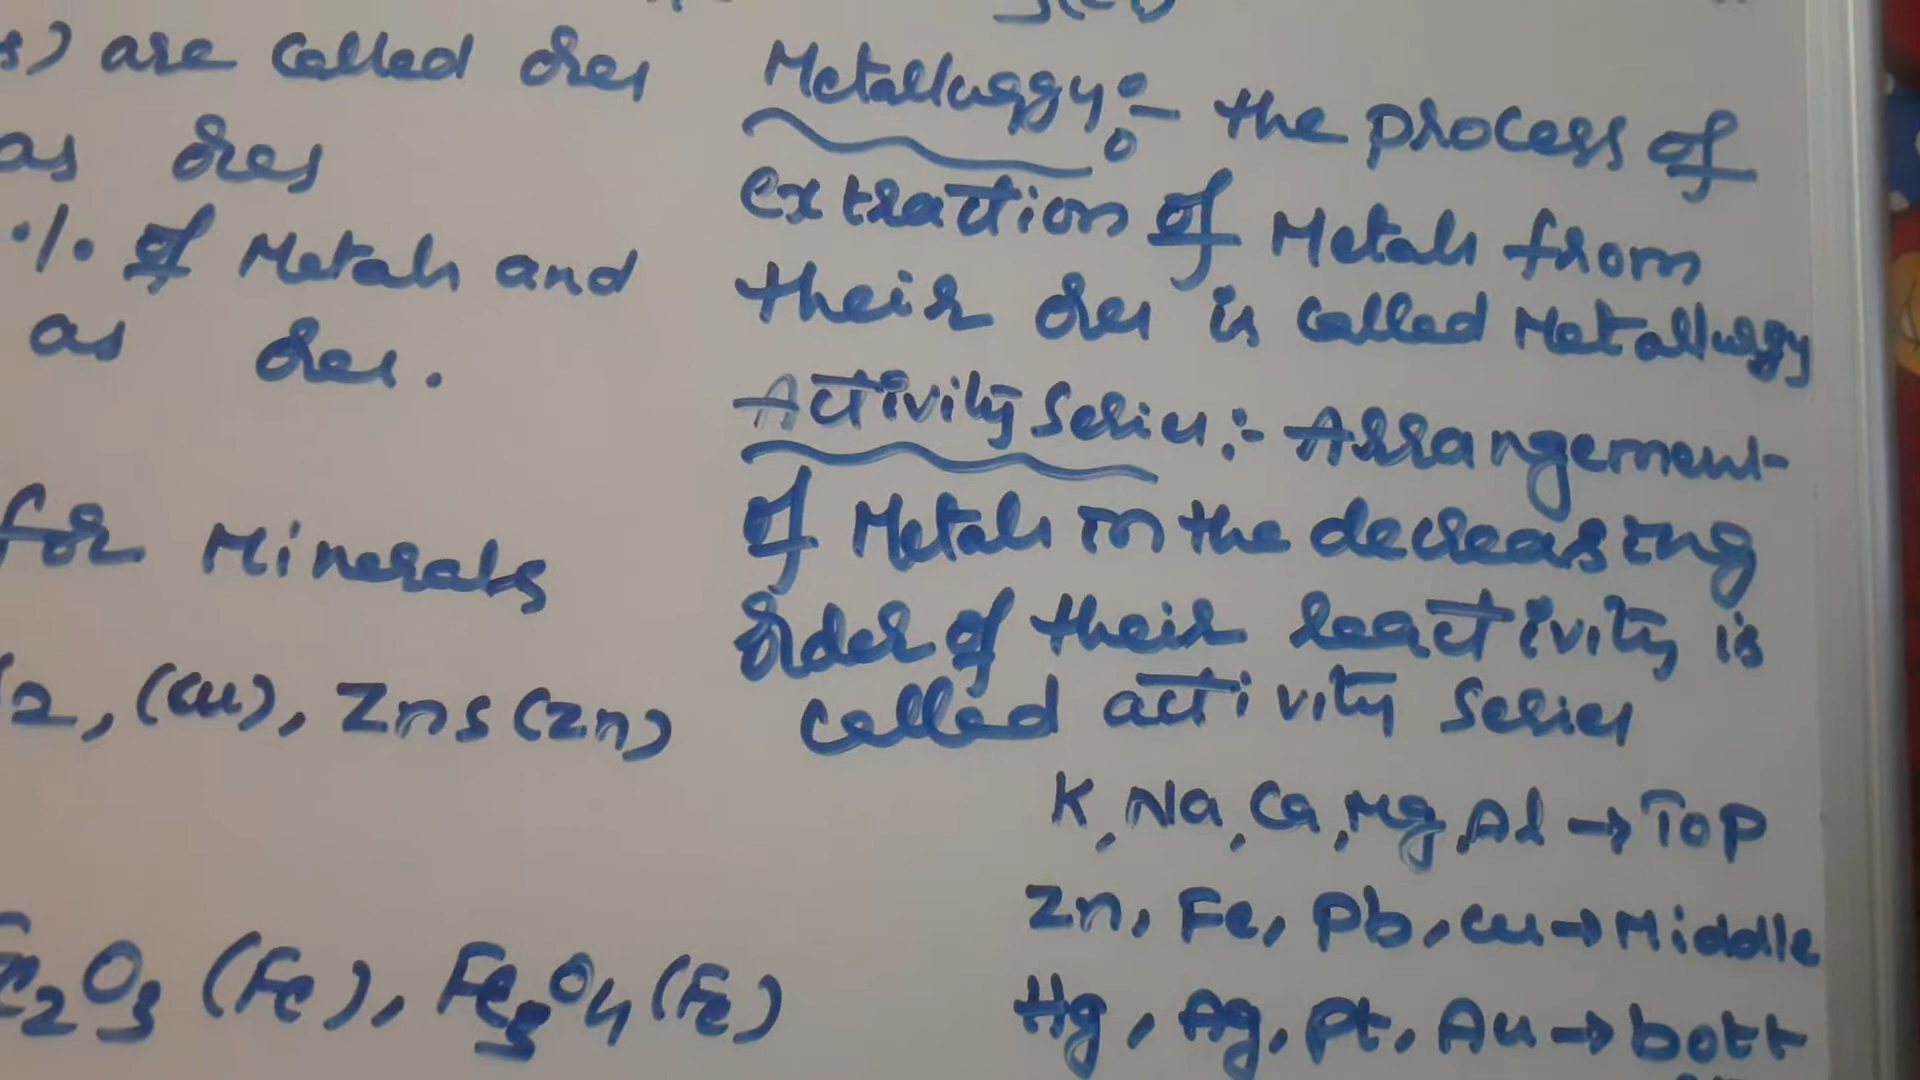 are called ores
as ores
% of Metals and
as ores.
for Minerals
2, (Cu), ZnS (Zn)
2O3 (Fe), Fe3O4 (Fe)
Metallurgy:- the process of
extraction of Metals from
their ores is called Metallurgy
Activity Series:- Arrangement
of Metals in the decreasing
order of their reactivity is
called activity Series
K, Na, Ca, Mg, Al → Top
Zn, Fe, Pb, Cu → Middle
Hg, Ag, Pt, Au → bott